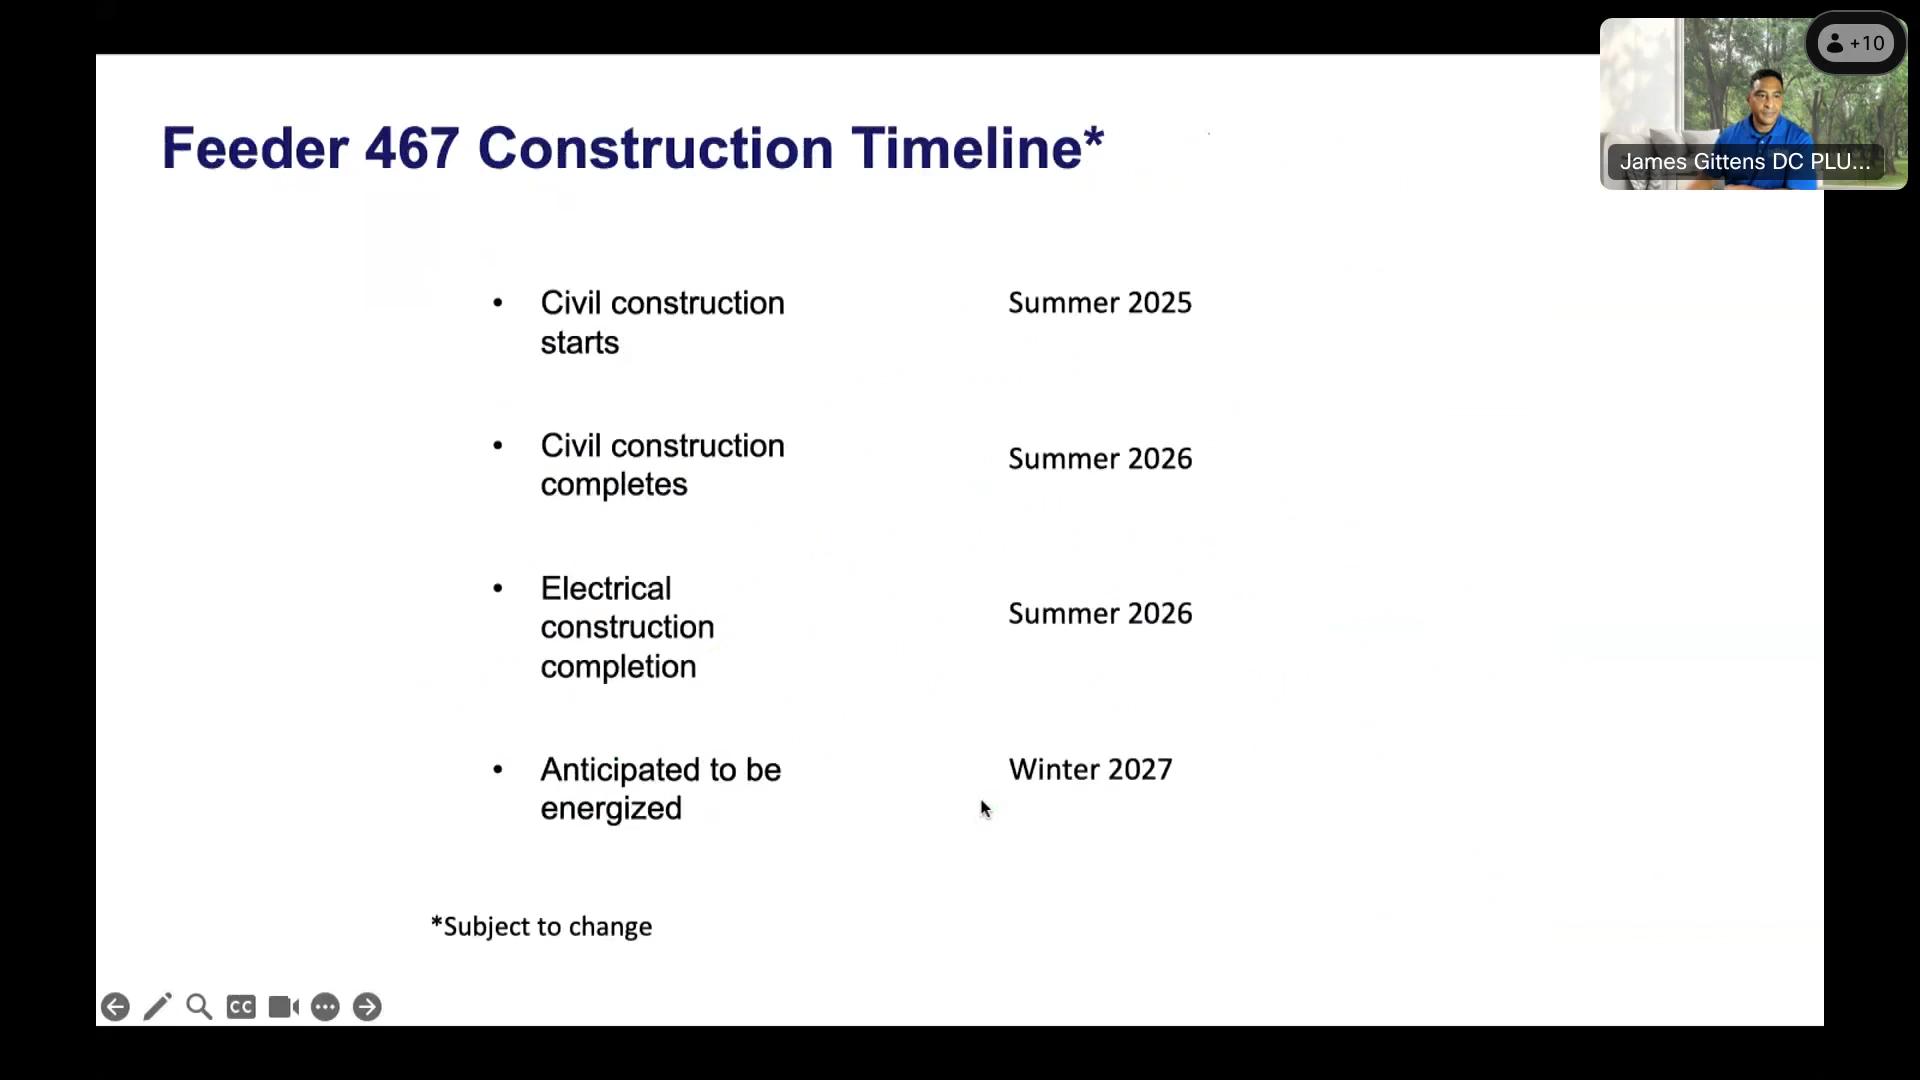 +10
James Gittens DC PLU...
Feeder 467 Construction Timeline*
• Civil construction
starts
Summer 2025
• Civil construction
completes
Summer 2026
• Electrical
construction
completion
Summer 2026
• Anticipated to be
energized
Winter 2027
*Subject to change
CC